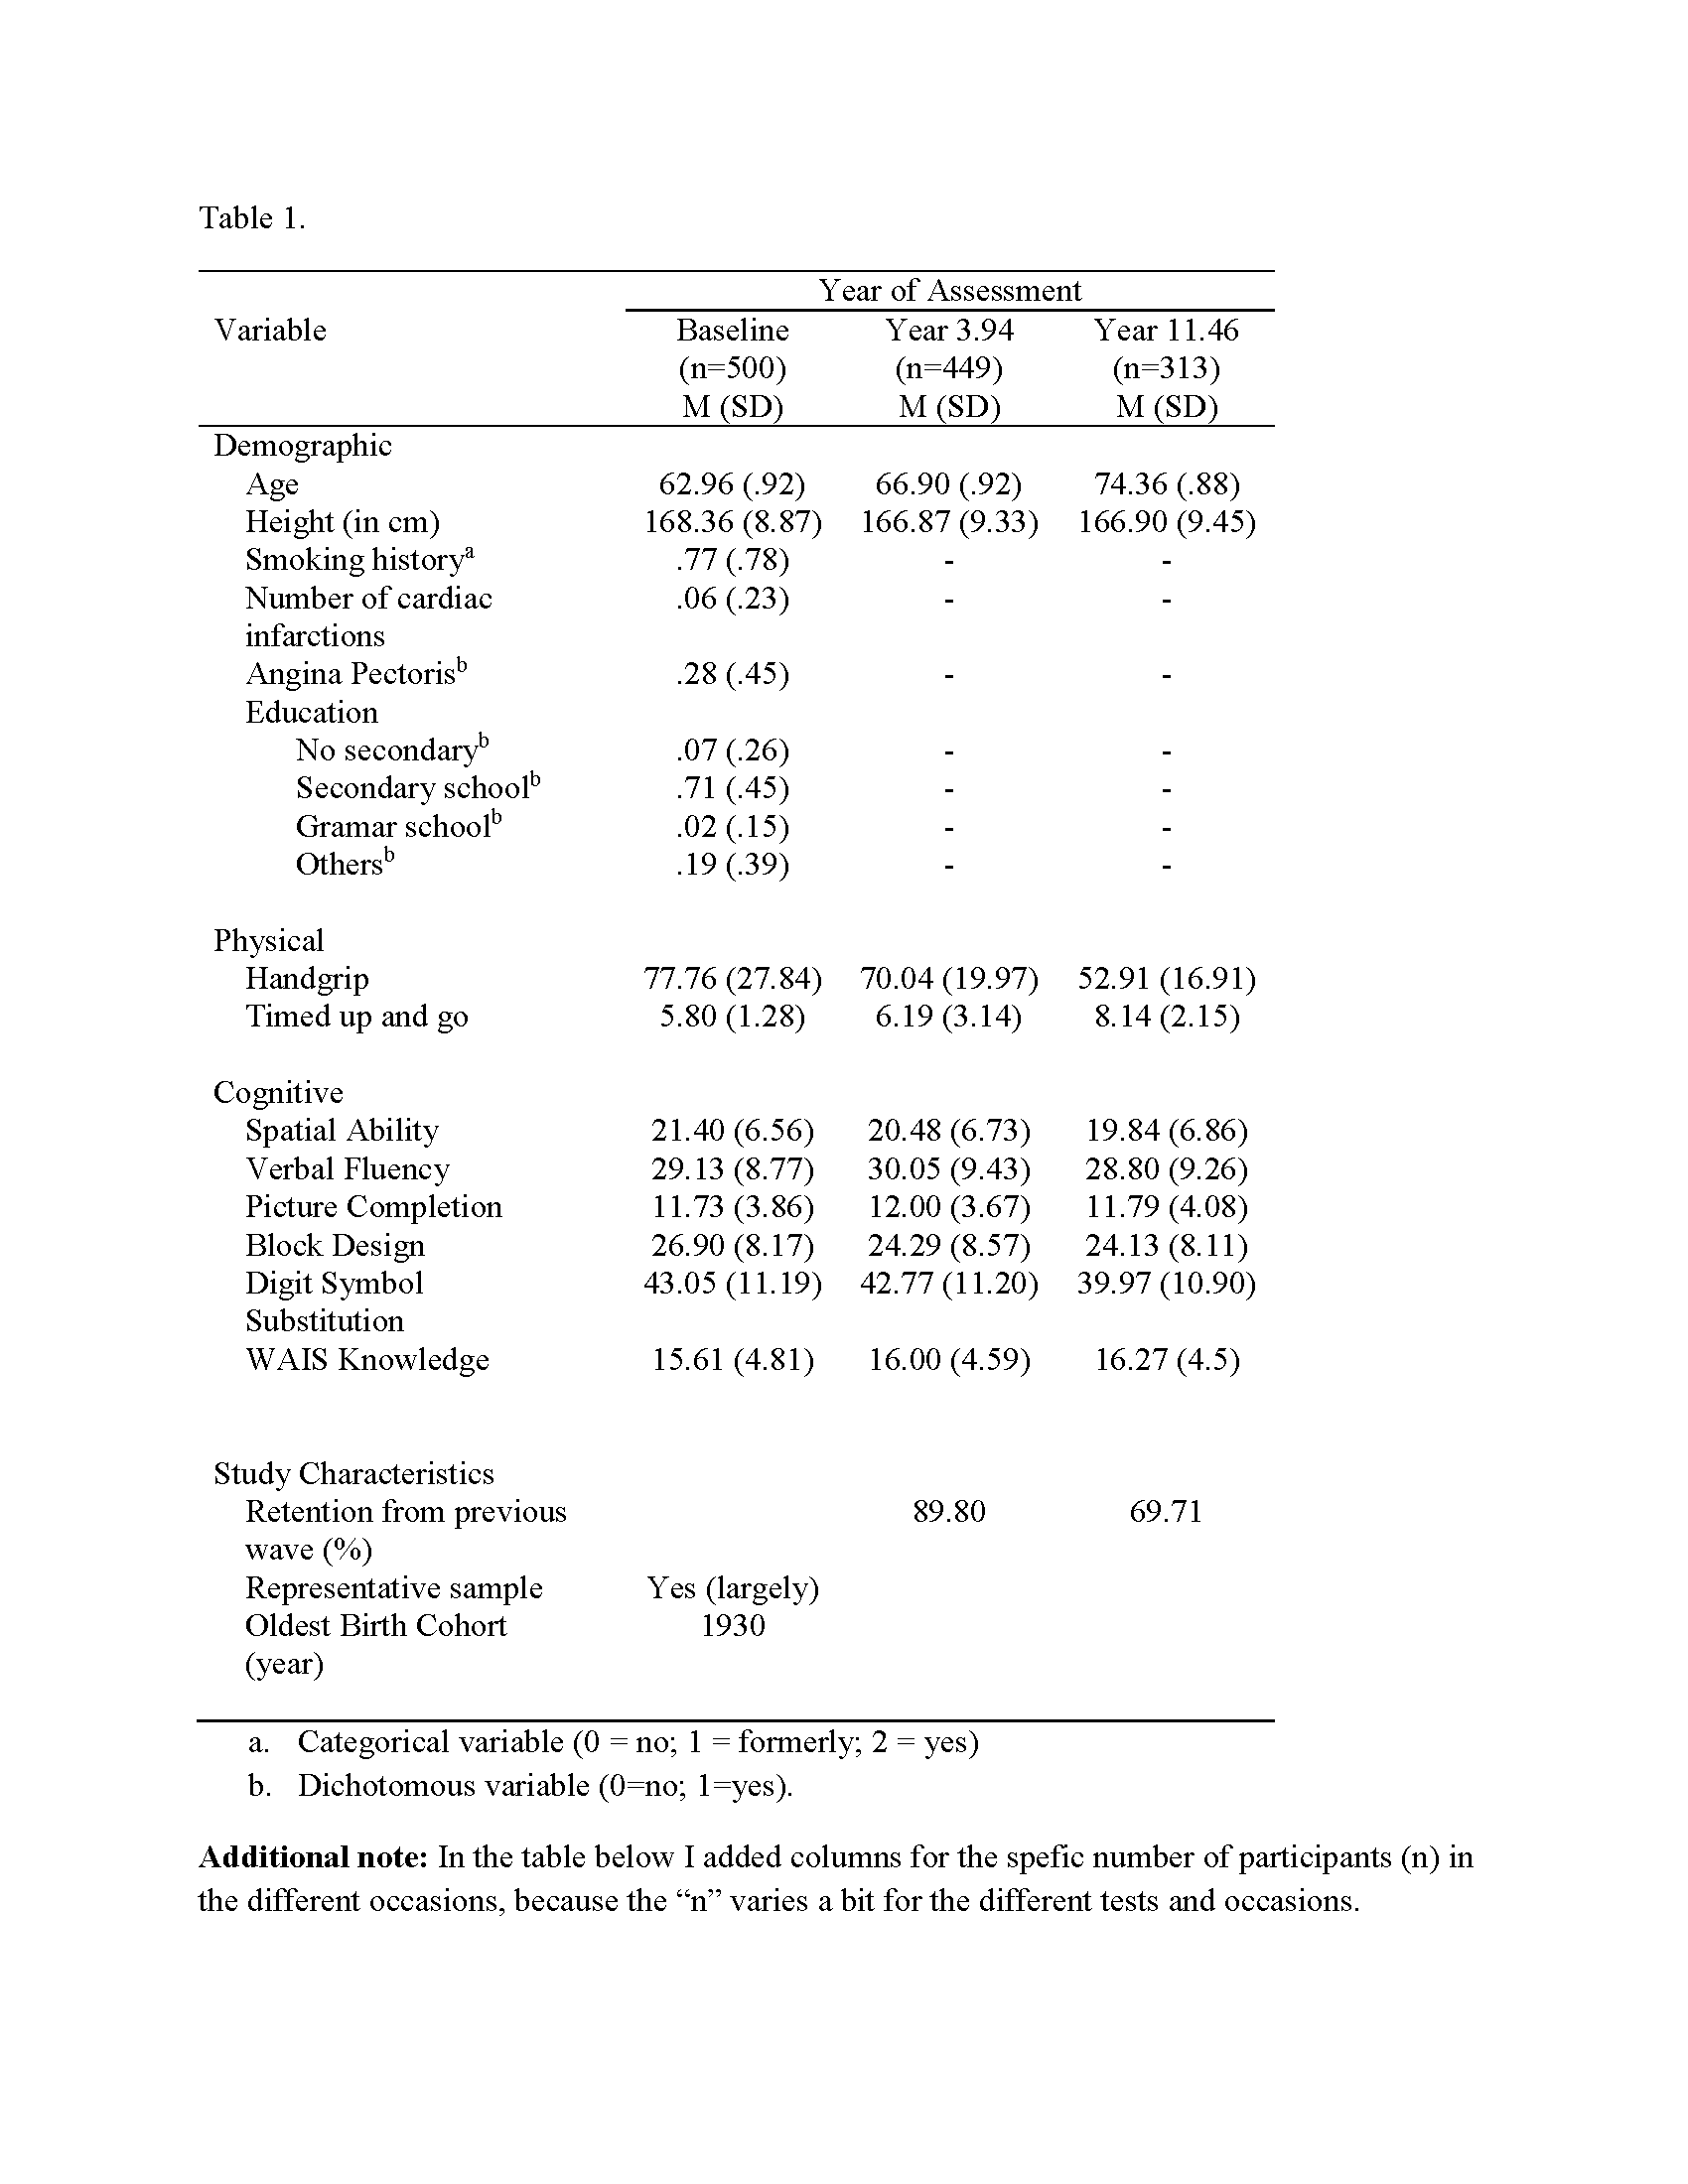 Table 1.
Year of Assessment
Variable Baseline Year 3.94 Year 11.46
(n=500) (n=449) (n=313)
M (SD) M (SD) M (SD)
Demographic
Age 62.96 (.92) 66.90 (.92) 74.36 (.88)
Height (in cm) 168.36 (8.87) 166.87 (9.33) 166.90 (9.45)
Smoking historyᵃ .77 (.78) - -
Number of cardiac .06 (.23) - -
infarctions
Angina Pectorisᵇ .28 (.45) - -
Education
No secondaryᵇ .07 (.26) - -
Secondary schoolᵇ .71 (.45) - -
Gramar schoolᵇ .02 (.15) - -
Othersᵇ .19 (.39) - -
Physical
Handgrip 77.76 (27.84) 70.04 (19.97) 52.91 (16.91)
Timed up and go 5.80 (1.28) 6.19 (3.14) 8.14 (2.15)
Cognitive
Spatial Ability 21.40 (6.56) 20.48 (6.73) 19.84 (6.86)
Verbal Fluency 29.13 (8.77) 30.05 (9.43) 28.80 (9.26)
Picture Completion 11.73 (3.86) 12.00 (3.67) 11.79 (4.08)
Block Design 26.90 (8.17) 24.29 (8.57) 24.13 (8.11)
Digit Symbol 43.05 (11.19) 42.77 (11.20) 39.97 (10.90)
Substitution
WAIS Knowledge 15.61 (4.81) 16.00 (4.59) 16.27 (4.5)
Study Characteristics
Retention from previous 89.80 69.71
wave (%)
Representative sample Yes (largely)
Oldest Birth Cohort 1930
(year)
a. Categorical variable (0 = no; 1 = formerly; 2 = yes)
b. Dichotomous variable (0=no; 1=yes).
Additional note: In the table below I added columns for the spefic number of participants (n) in
the different occasions, because the “n” varies a bit for the different tests and occasions.